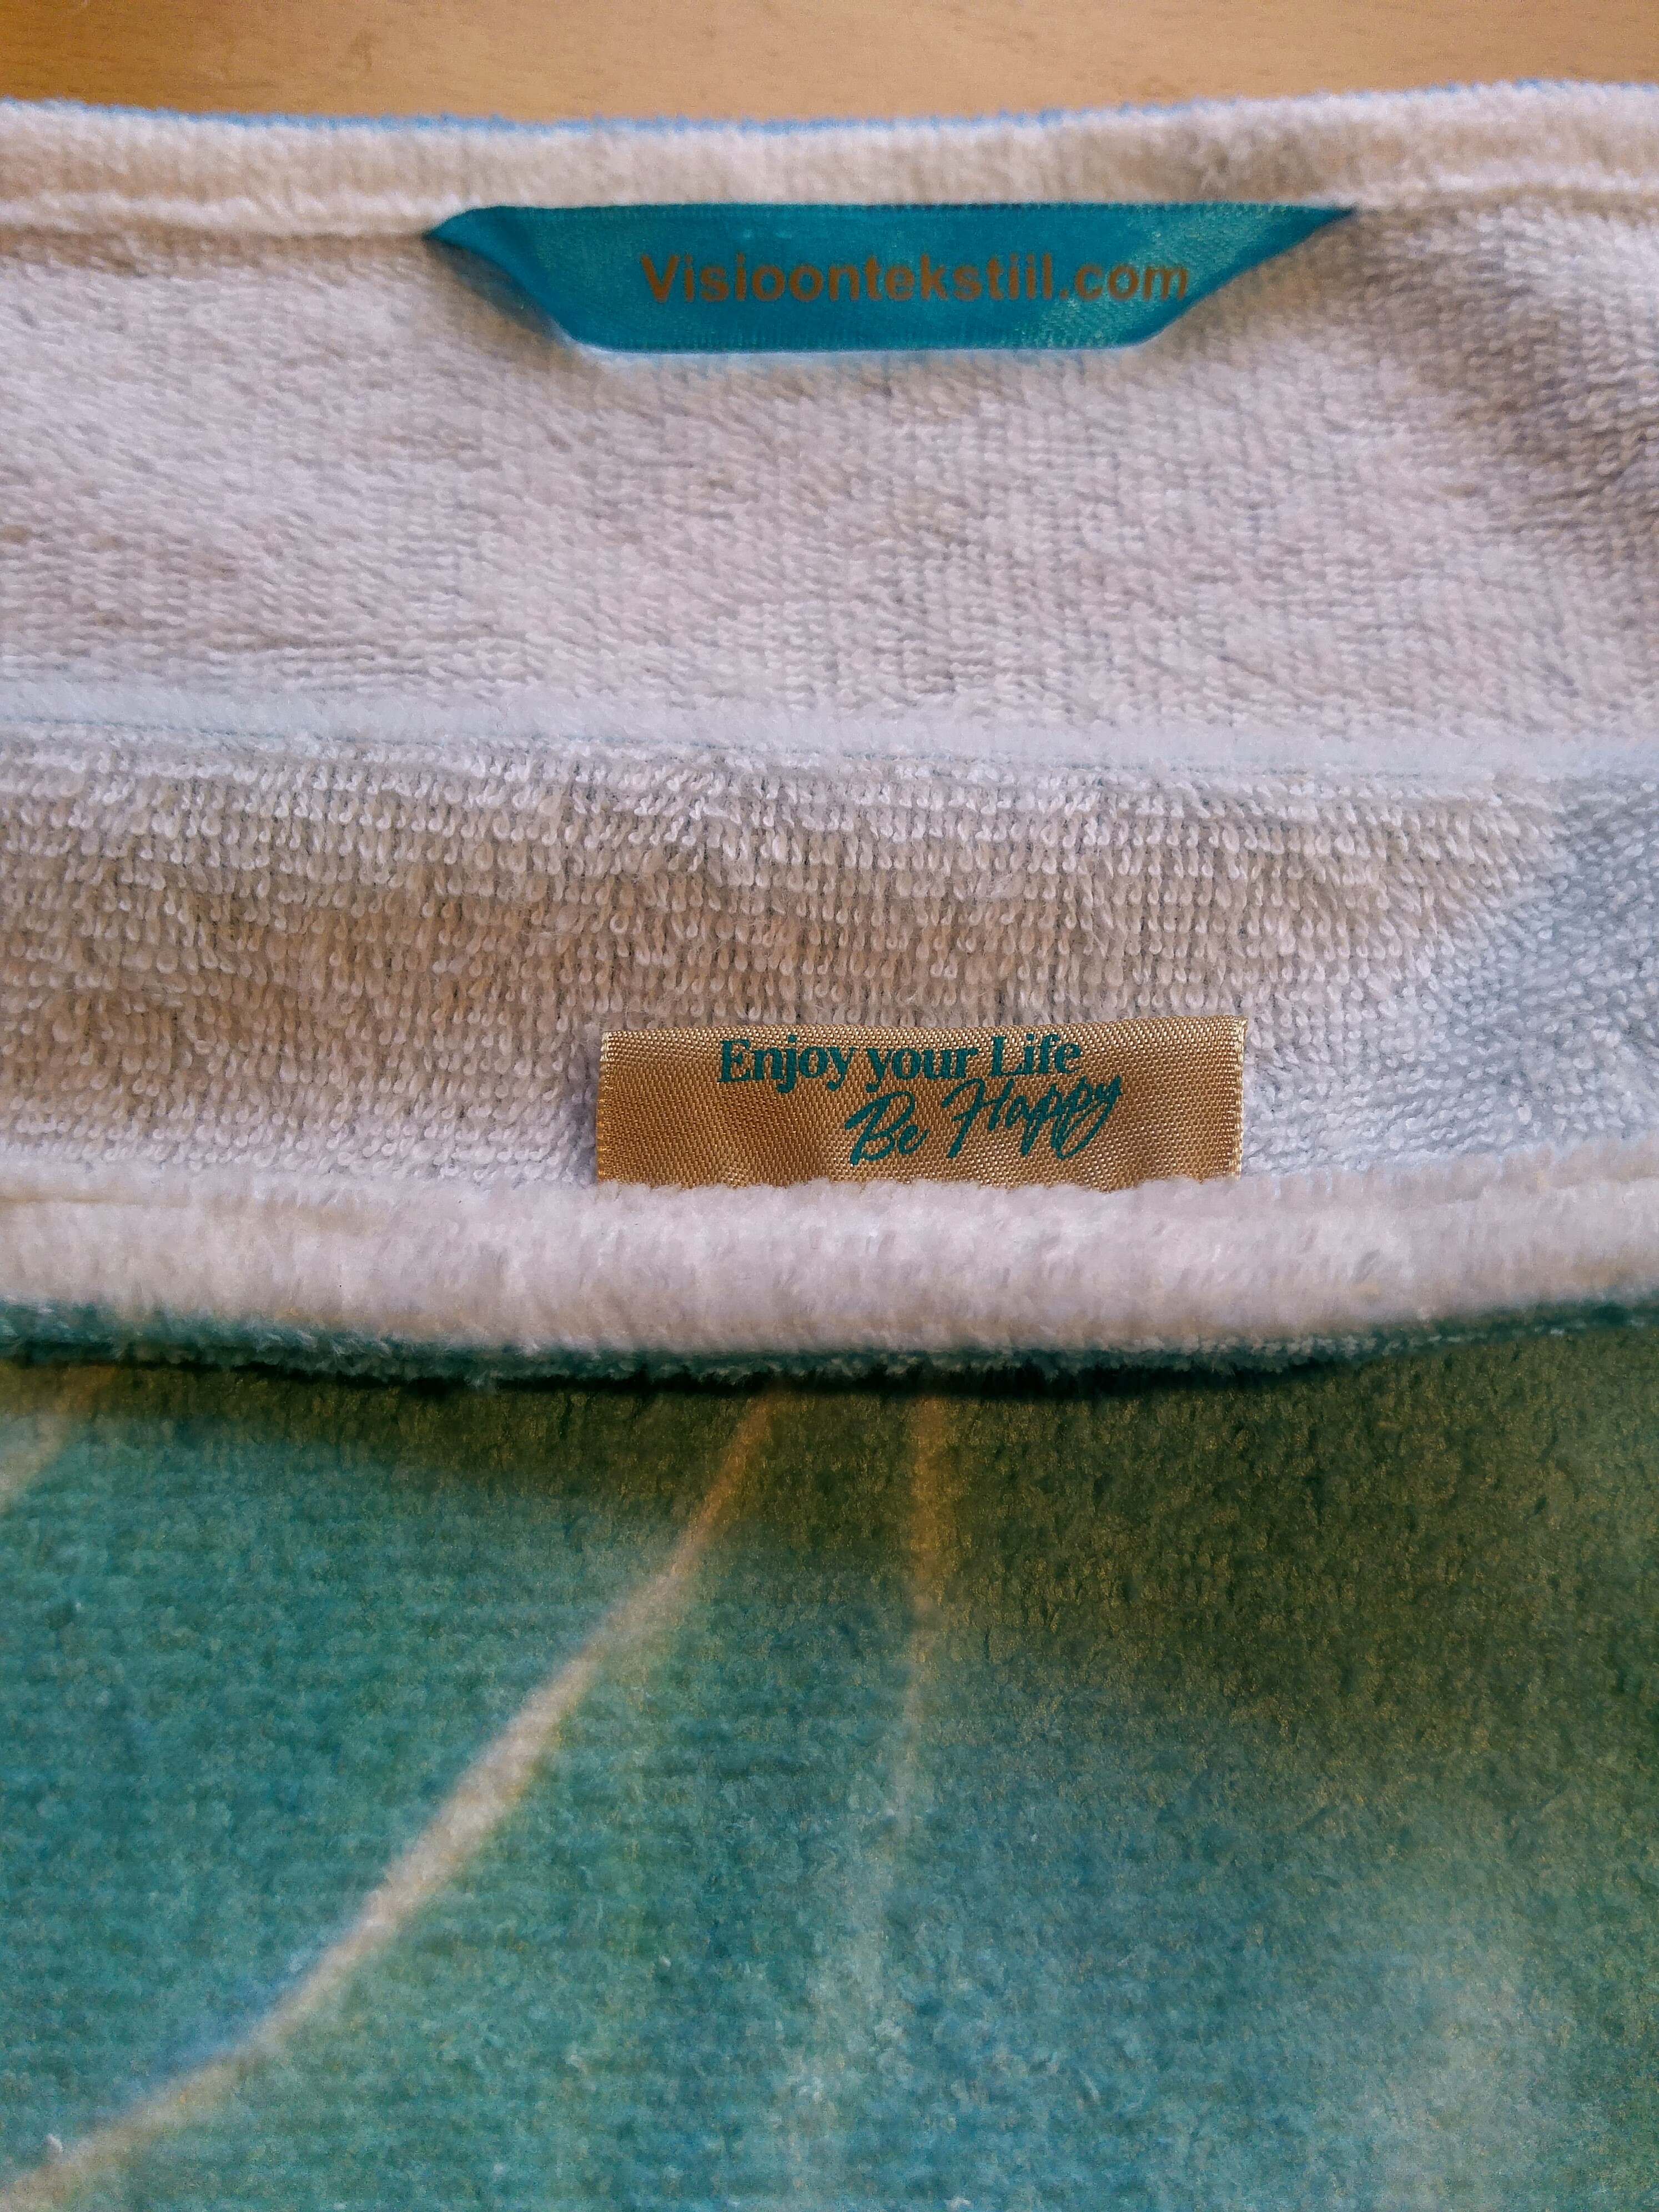 Visioontekstiil.com
Enjoy your Life
Be Happy